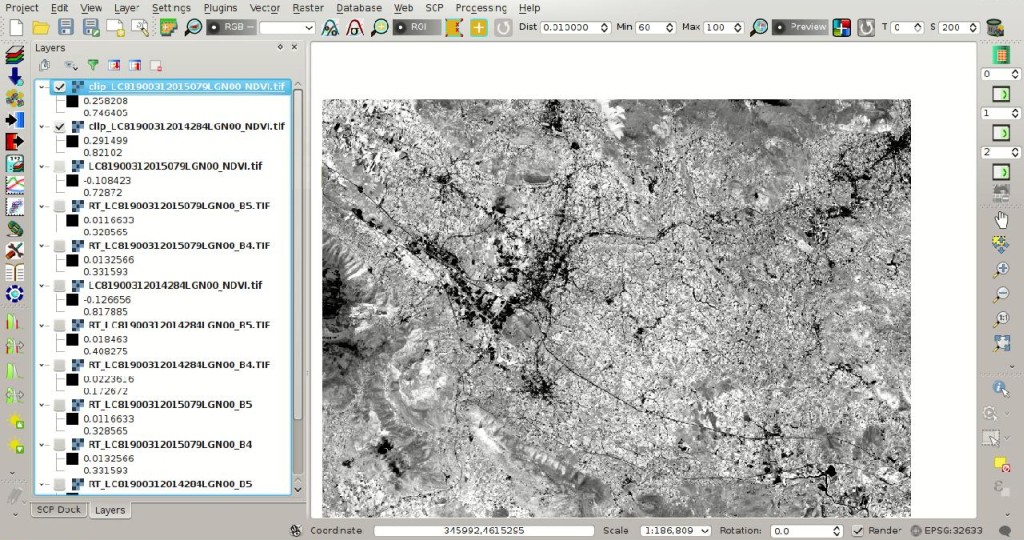 Project Edit View Layer Settings Plugins Vector Raster Database Web SCP Processing Help
RGB - ROI Dist 0.010000 Min 60 Max 100 Preview T 0 S 200
Layers
clip_LC81900312015079LGN00_NDVI.tif
0.258208
0.746405
clip_LC81900312014284LGN00_NDVI.tif
0.291499
0.82102
LC81900312015079LGN00_NDVI.tif
-0.108423
0.72872
RT_LC81900312015079LGN00_B5.TIF
0.0116633
0.328565
RT_LC81900312015079LGN00_B4.TIF
0.0132566
0.331593
LC81900312014284LGN00_NDVI.tif
-0.126656
0.817885
RT_LC81900312014284LGN00_B5.TIF
0.018463
0.408275
RT_LC81900312014284LGN00_B4.TIF
0.0223616
0.172672
RT_LC81900312015079LGN00_B5
0.0116633
0.328565
RT_LC81900312015079LGN00_B4
0.0132566
0.331593
RT_LC81900312014284LGN00_B5
0
1
2
SCP Dock Layers
Coordinate 345992,4615295 Scale 1:186,809 Rotation: 0.0 Render EPSG:32633